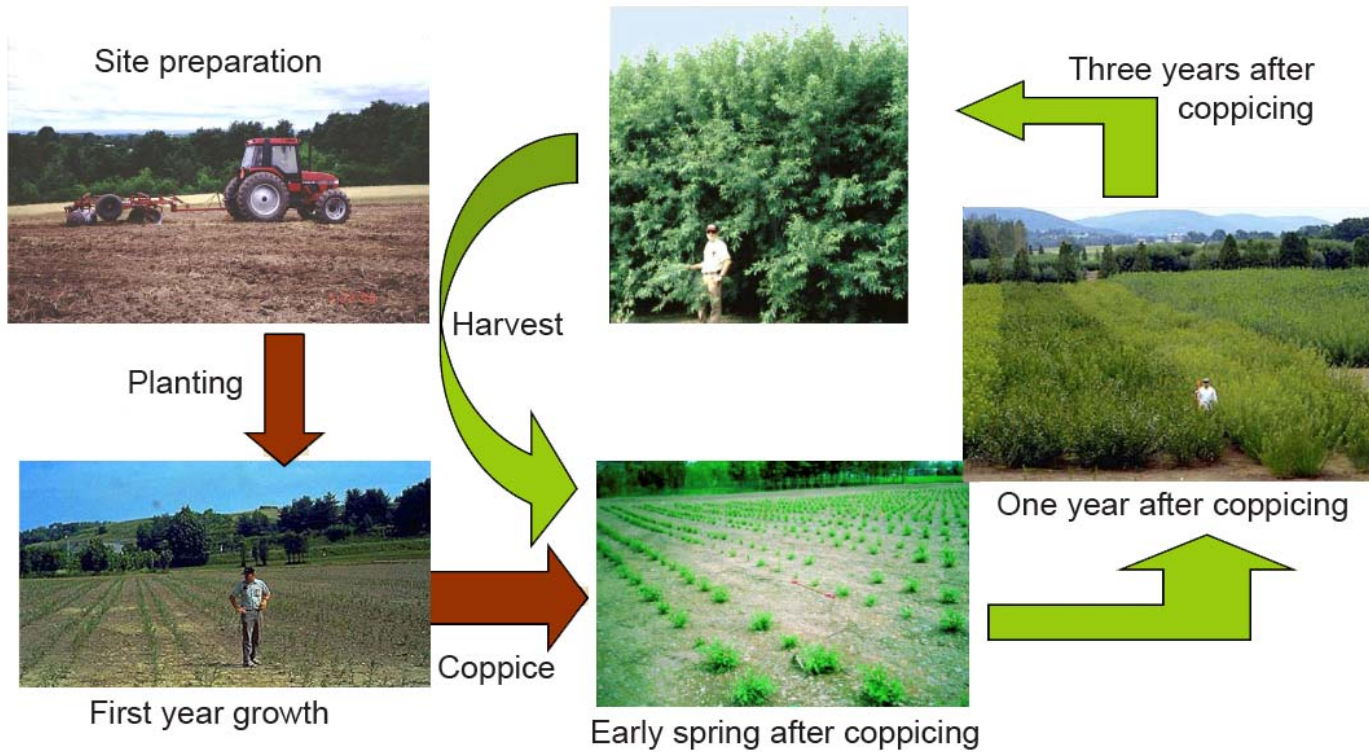 Site preparation
Three years after
coppicing
Harvest
Planting
One year after coppicing
Coppice
First year growth
Early spring after coppicing